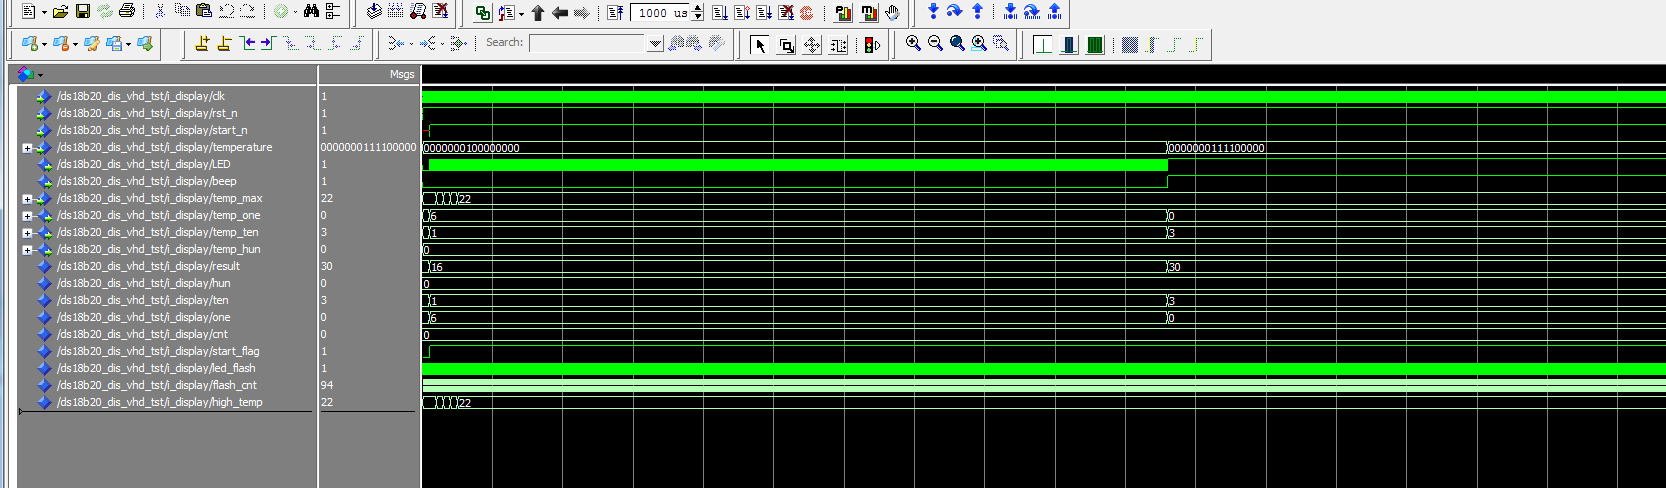 1000 us
Search:
Msgs
/ds18b20_dis_vhd_tst/i_display/clk 1
/ds18b20_dis_vhd_tst/i_display/rst_n 1
/ds18b20_dis_vhd_tst/i_display/start_n 1
/ds18b20_dis_vhd_tst/i_display/temperature 0000000111100000 0000000100000000 0000000111100000
/ds18b20_dis_vhd_tst/i_display/LED 1
/ds18b20_dis_vhd_tst/i_display/beep 1
/ds18b20_dis_vhd_tst/i_display/temp_max 22 22
/ds18b20_dis_vhd_tst/i_display/temp_one 0 6 0
/ds18b20_dis_vhd_tst/i_display/temp_ten 3 1 3
/ds18b20_dis_vhd_tst/i_display/temp_hun 0 0
/ds18b20_dis_vhd_tst/i_display/result 30 16 30
/ds18b20_dis_vhd_tst/i_display/hun 0 0
/ds18b20_dis_vhd_tst/i_display/ten 3 1 3
/ds18b20_dis_vhd_tst/i_display/one 0 6 0
/ds18b20_dis_vhd_tst/i_display/cnt 0 0
/ds18b20_dis_vhd_tst/i_display/start_flag 1
/ds18b20_dis_vhd_tst/i_display/led_flash 1
/ds18b20_dis_vhd_tst/i_display/flash_cnt 94
/ds18b20_dis_vhd_tst/i_display/high_temp 22 22